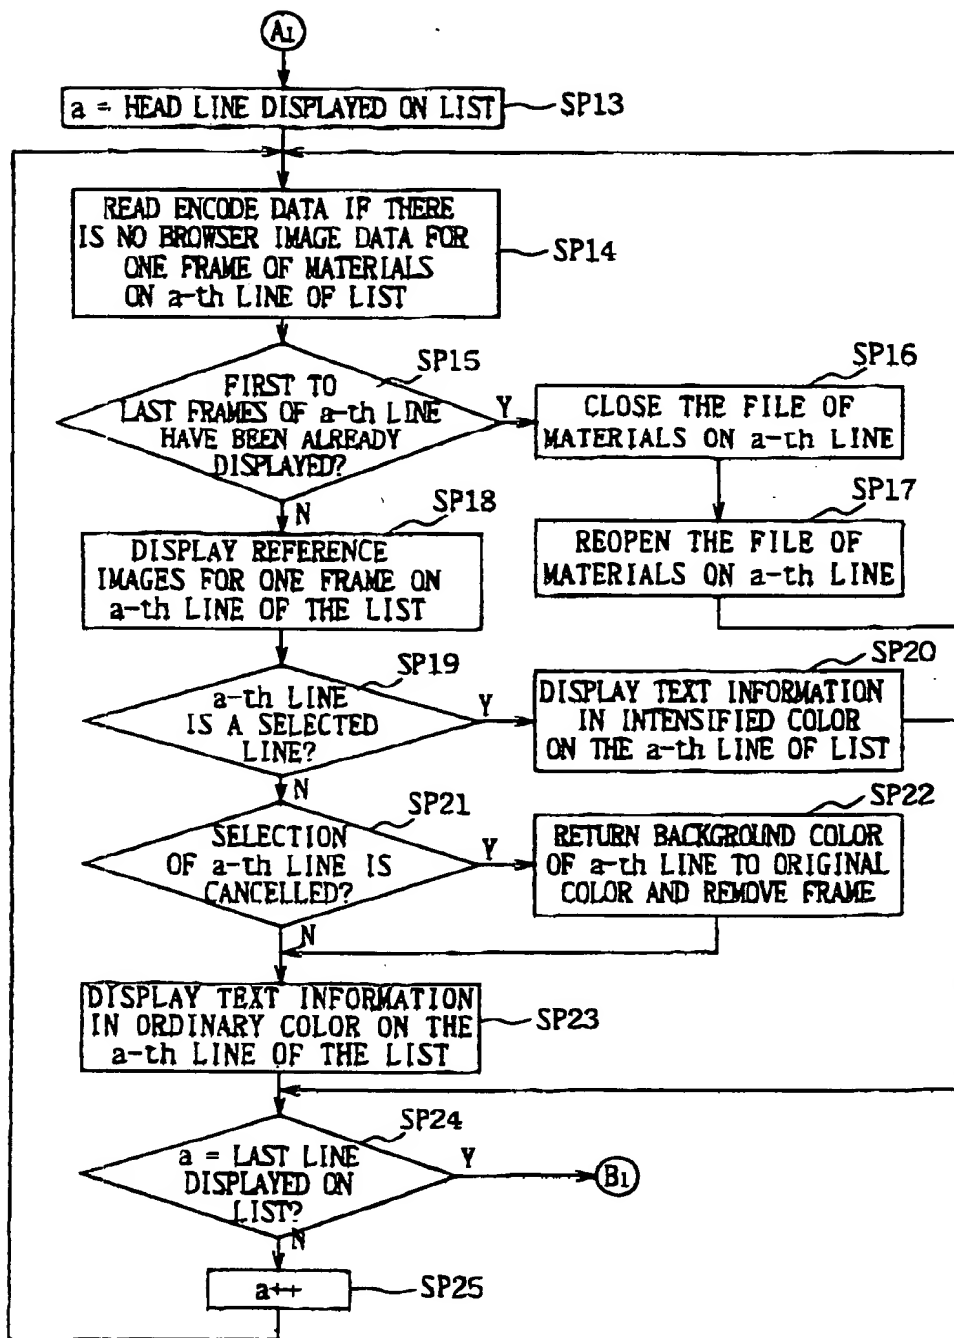 A1
a = HEAD LINE DISPLAYED ON LIST
SP13
READ ENCODE DATA IF THERE
IS NO BROWSER IMAGE DATA FOR
ONE FRAME OF MATERIALS
ON a-th LINE OF LIST
SP14
SP15
FIRST TO
LAST FRAMES OF a-th LINE
HAVE BEEN ALREADY
DISPLAYED?
Y
N
SP16
CLOSE THE FILE OF
MATERIALS ON a-th LINE
SP17
REOPEN THE FILE OF
MATERIALS ON a-th LINE
SP18
DISPLAY REFERENCE
IMAGES FOR ONE FRAME ON
a-th LINE OF THE LIST
SP19
a-th LINE
IS A SELECTED
LINE?
Y
N
SP20
DISPLAY TEXT INFORMATION
IN INTENSIFIED COLOR
ON THE a-th LINE OF LIST
SP21
SELECTION
OF a-th LINE IS
CANCELLED?
Y
N
SP22
RETURN BACKGROUND COLOR
OF a-th LINE TO ORIGINAL
COLOR AND REMOVE FRAME
DISPLAY TEXT INFORMATION
IN ORDINARY COLOR ON THE
a-th LINE OF THE LIST
SP23
SP24
a = LAST LINE
DISPLAYED ON
LIST?
Y
B1
N
a++
SP25